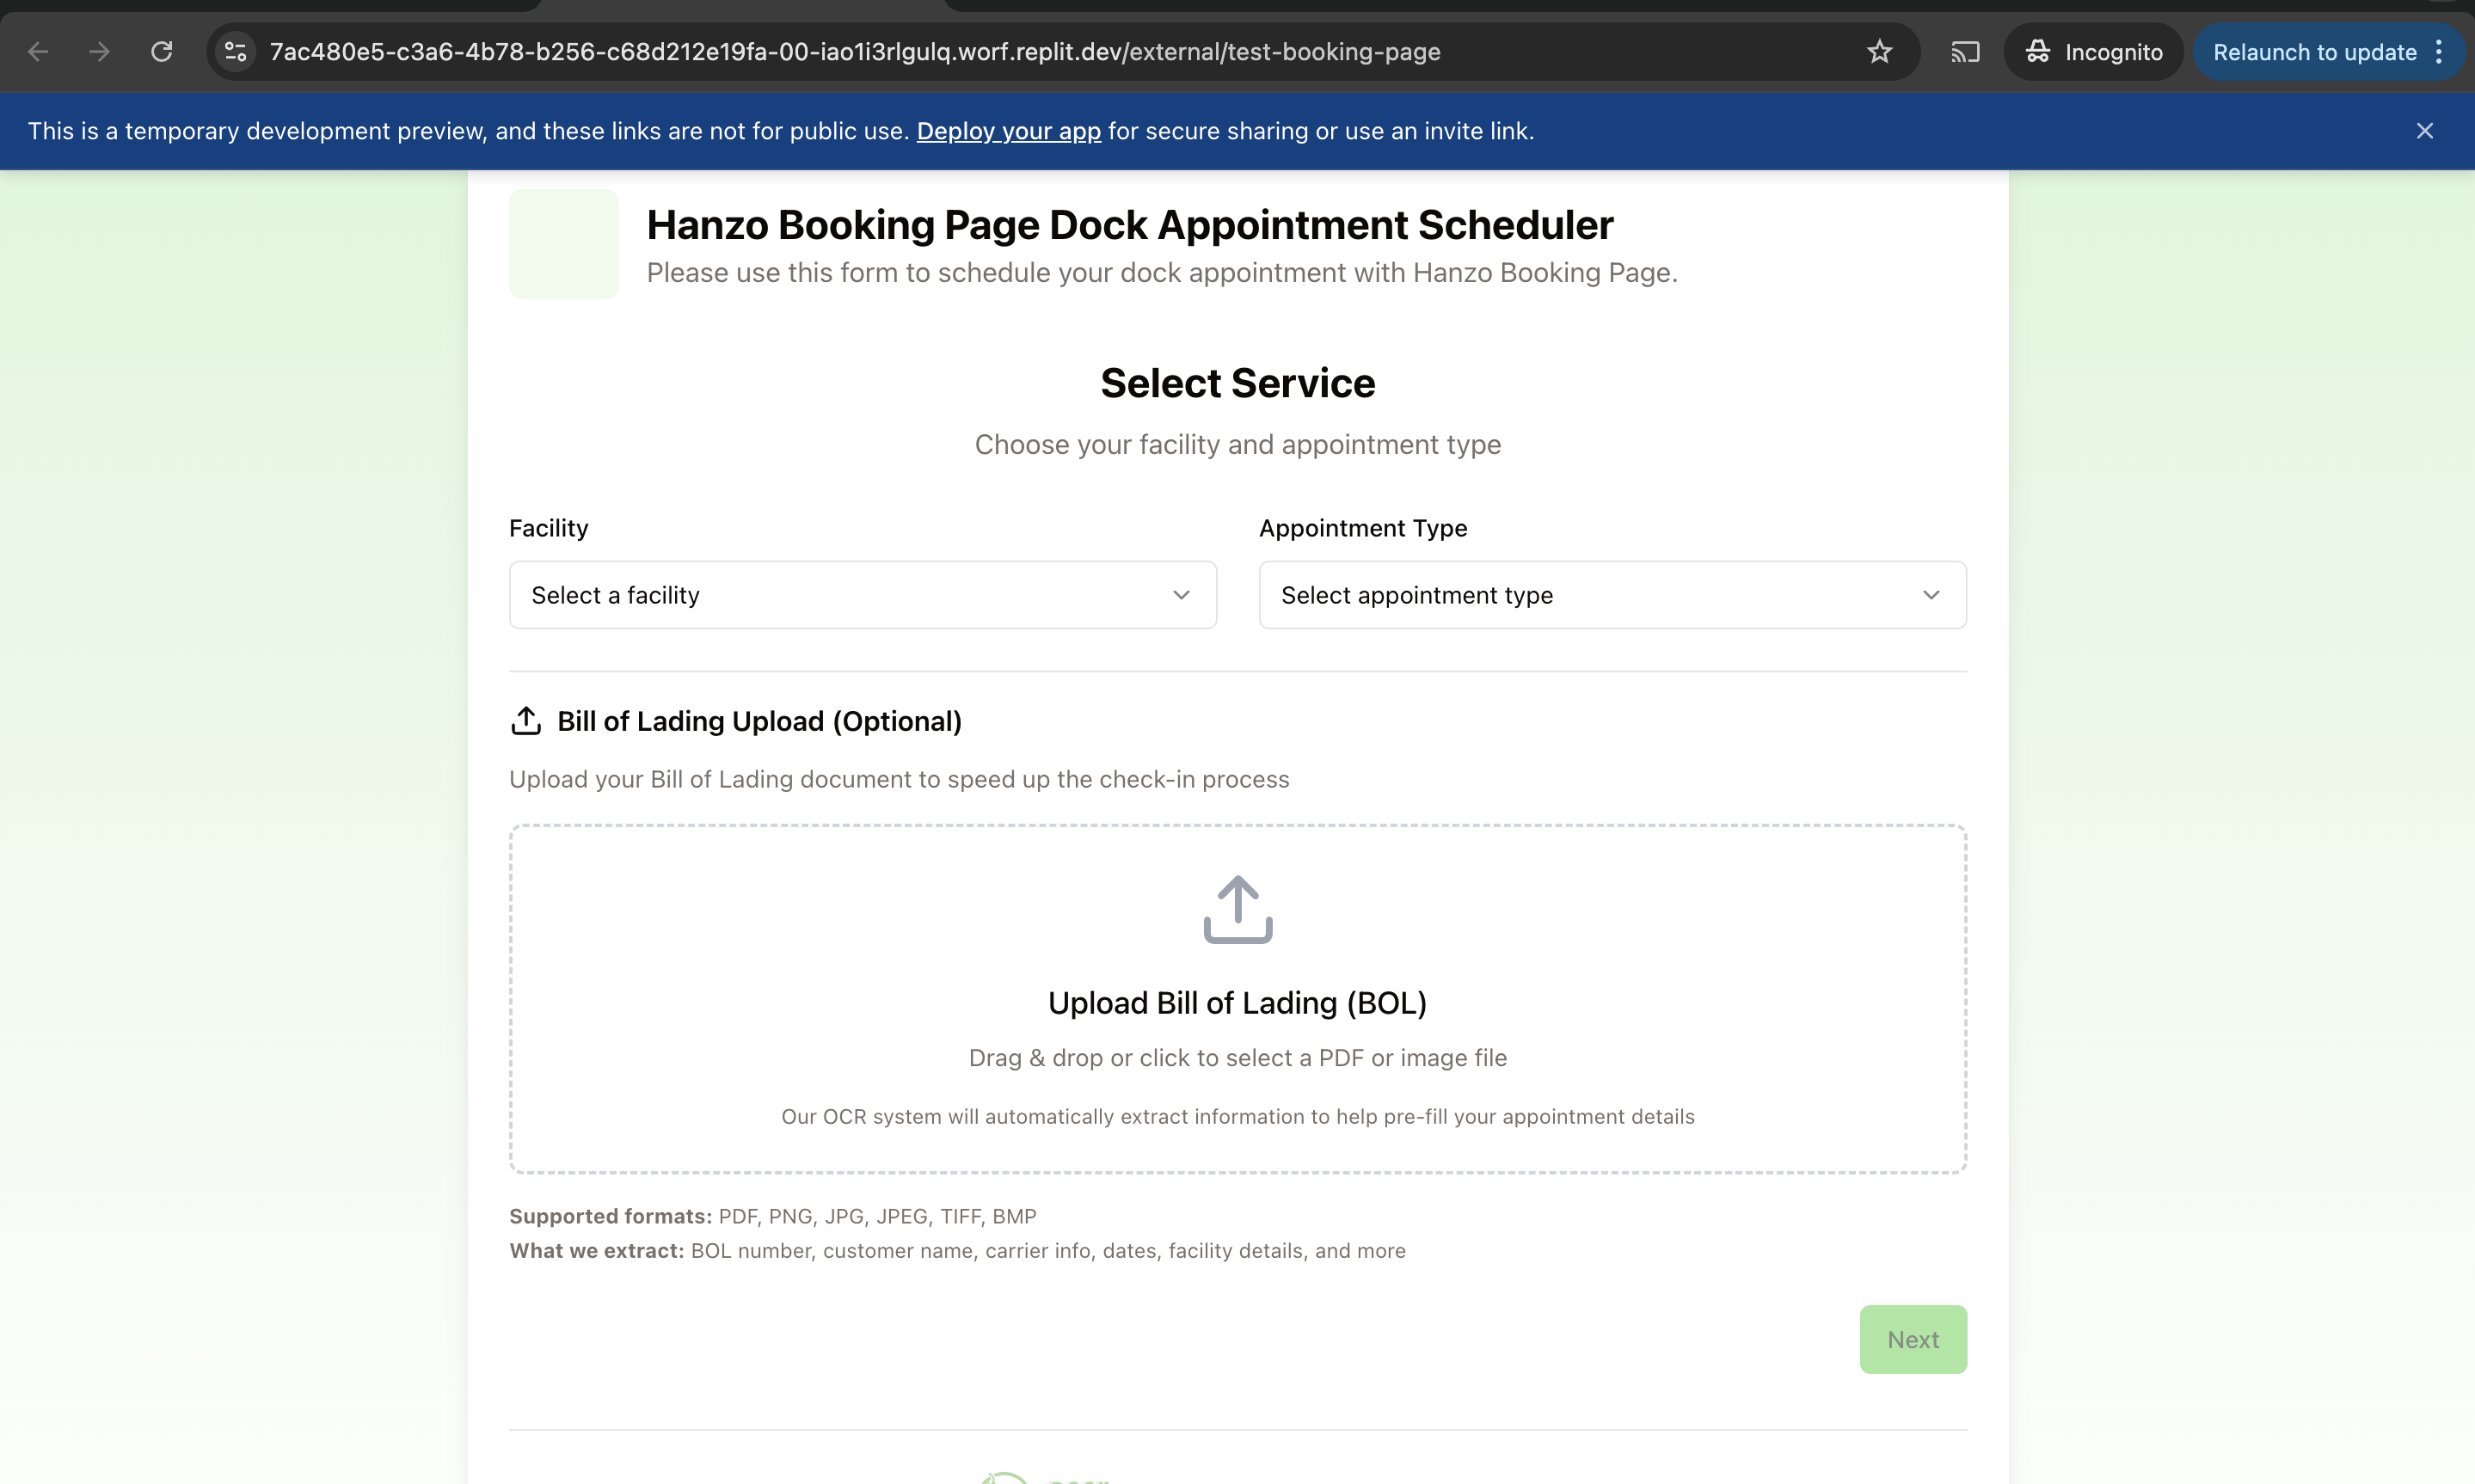 7ac480e5-c3a6-4b78-b256-c68d212e19fa-00-iao1i3rlgulq.worf.replit.dev/external/test-booking-page
Incognito
Relaunch to update
This is a temporary development preview, and these links are not for public use. Deploy your app for secure sharing or use an invite link.
Hanzo Booking Page Dock Appointment Scheduler
Please use this form to schedule your dock appointment with Hanzo Booking Page.
Select Service
Choose your facility and appointment type
Facility
Appointment Type
Select a facility
Select appointment type
Bill of Lading Upload (Optional)
Upload your Bill of Lading document to speed up the check-in process
Upload Bill of Lading (BOL)
Drag & drop or click to select a PDF or image file
Our OCR system will automatically extract information to help pre-fill your appointment details
Supported formats: PDF, PNG, JPG, JPEG, TIFF, BMP
What we extract: BOL number, customer name, carrier info, dates, facility details, and more
Next